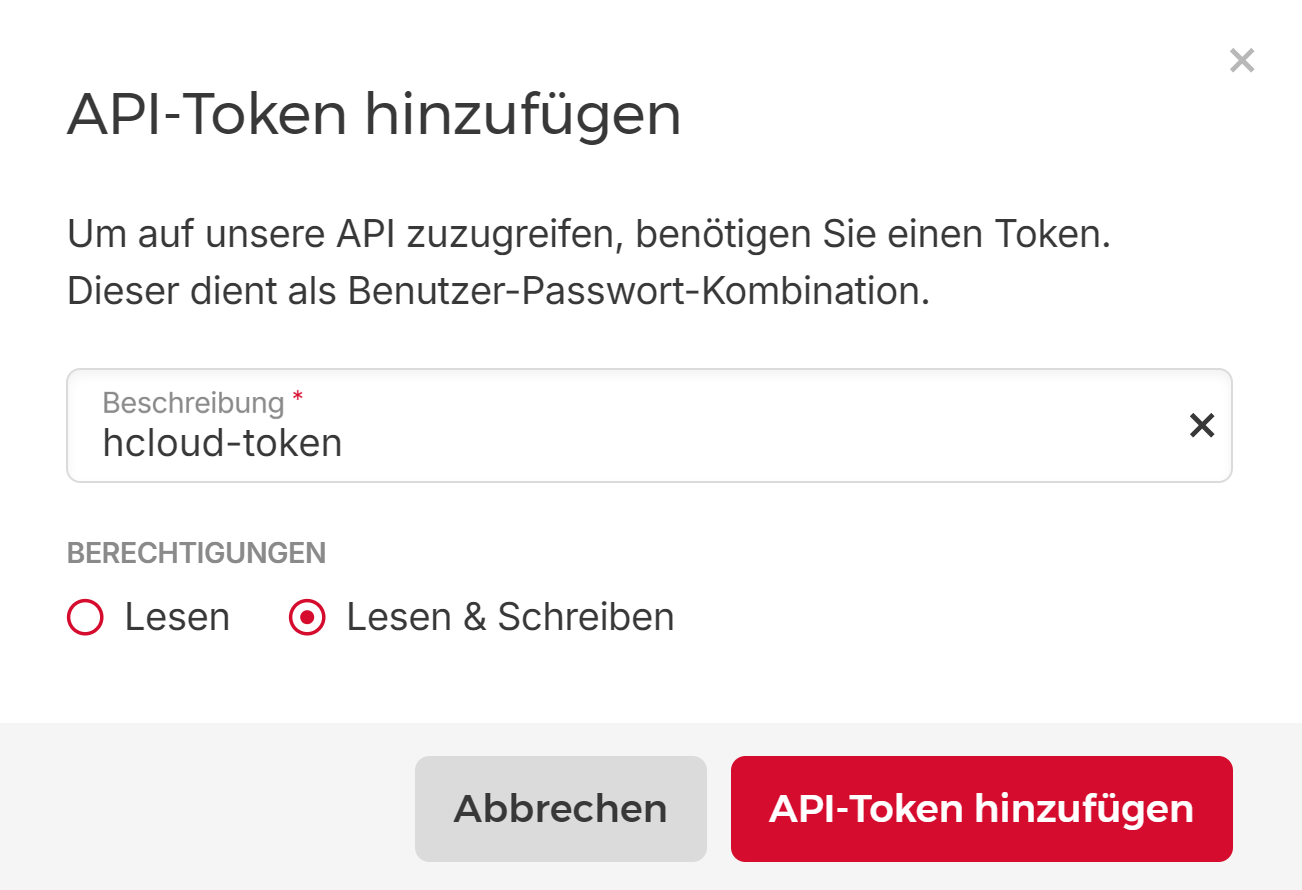 API-Token hinzufügen
Um auf unsere API zuzugreifen, benötigen Sie einen Token.
Dieser dient als Benutzer-Passwort-Kombination.
Beschreibung *
hcloud-token
BERECHTIGUNGEN
Lesen Lesen & Schreiben
Abbrechen API-Token hinzufügen